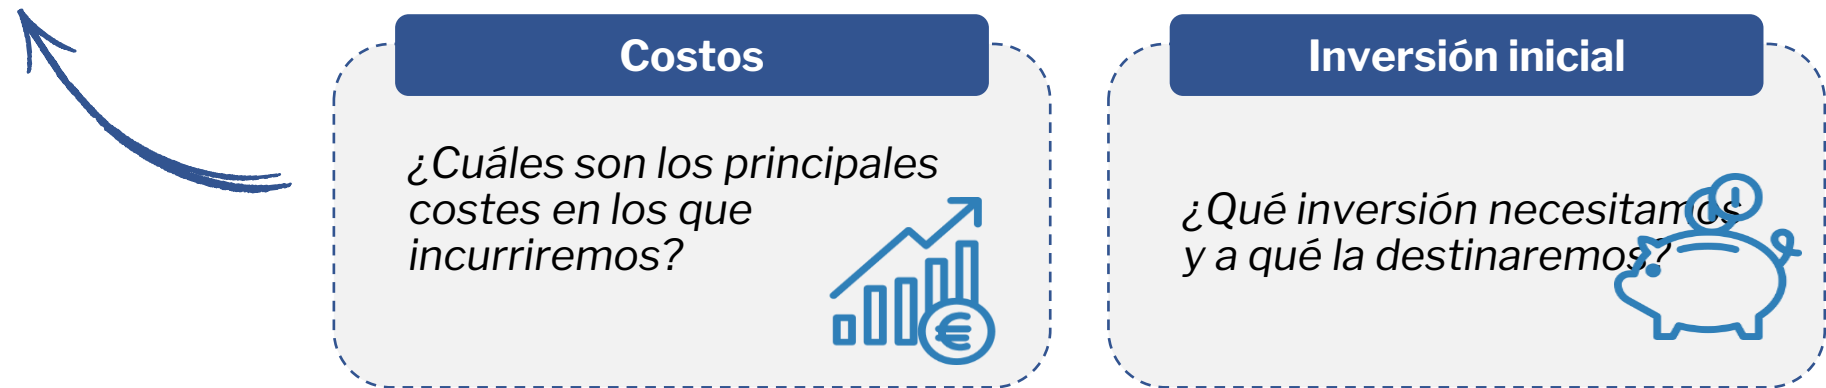 Costos
¿Cuáles son los principales
costes en los que
incurriremos?
€
Inversión inicial
¿Qué inversión necesitamos
y a qué la destinaremos?